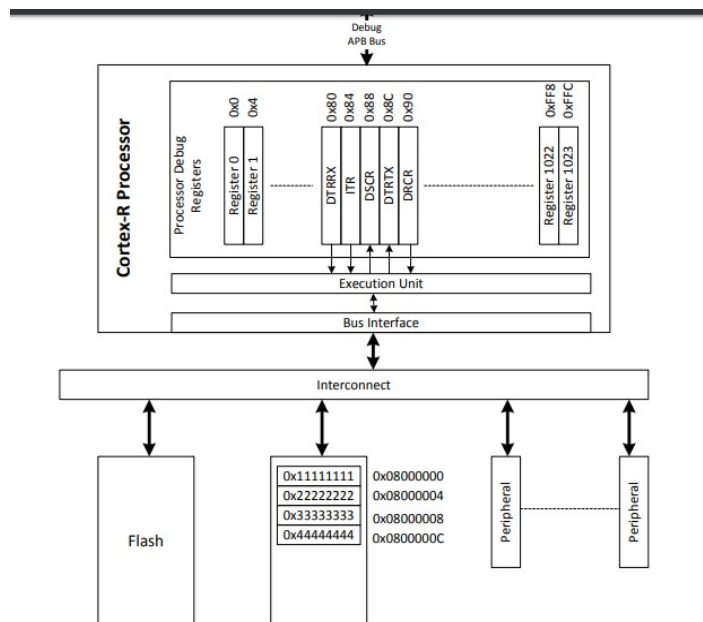 Debug
APB Bus
Cortex-R Processor
Processor Debug
Registers
0x0
0x4
0x80
0x84
0x88
0x8C
0x90
0xFF8
0xFFC
Register 0
Register 1
DTRRX
ITR
DSCR
DTRTX
DRCR
Register 1022
Register 1023
Execution Unit
Bus Interface
Interconnect
Flash
0x11111111 0x08000000
0x22222222 0x08000004
0x33333333 0x08000008
0x44444444 0x0800000C
Peripheral
Peripheral